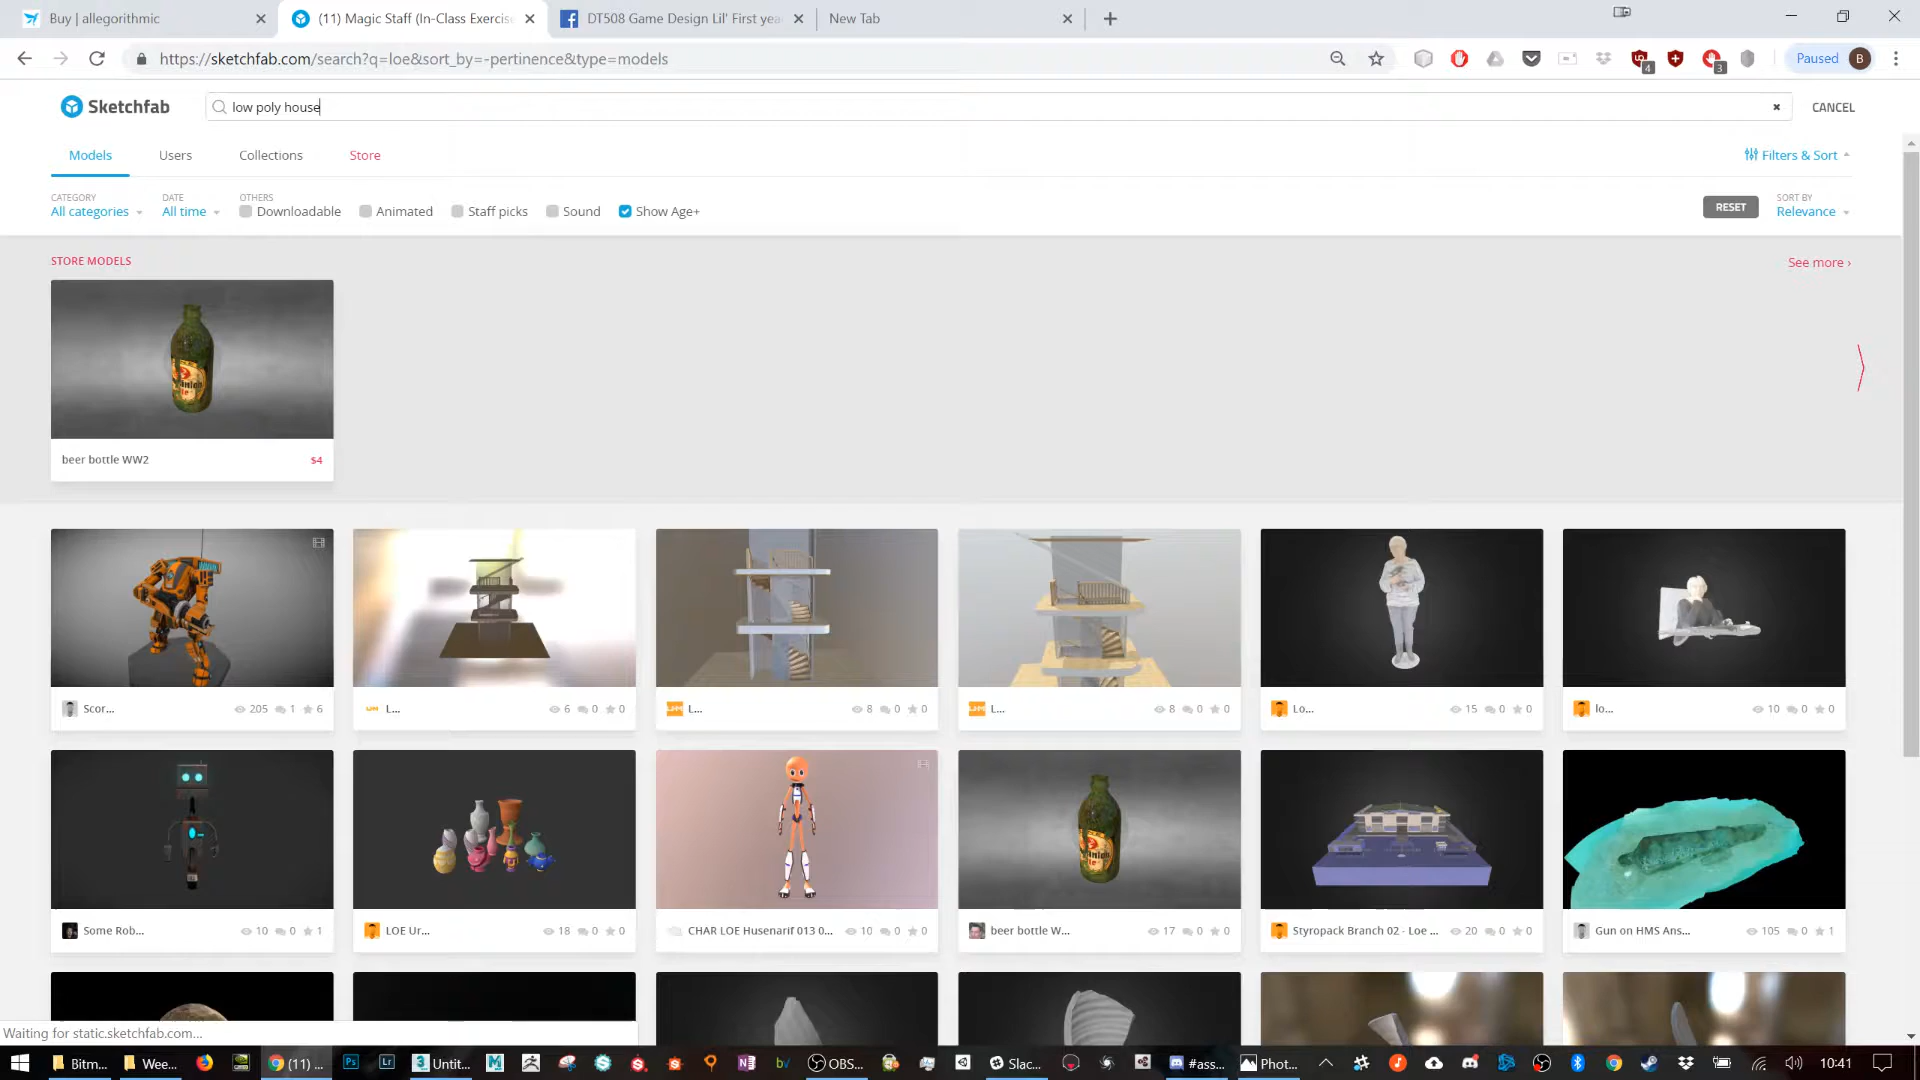 Buy | allegorithmic
(11) Magic Staff (In-Class Exercise
DT508 Game Design Lil' First yea
New Tab
https://sketchfab.com/search?q=loe&sort_by=-pertinence&type=models
4
3
Paused
B
Sketchfab
low poly house
CANCEL
Models
Users
Collections
Store
Filters & Sort
CATEGORY
All categories
DATE
All time
OTHERS
Downloadable
Animated
Staff picks
Sound
Show Age+
RESET
SORT BY
Relevance
STORE MODELS
See more ›
beer bottle WW2
$4
Scor... 205 1 6
L... 6 0 0
L... 8 0 0
L... 8 0 0
Lo... 15 0 0
lo... 10 0 0
Some Rob... 10 0 1
LOE Ur... 18 0 0
CHAR LOE Husenarif 013 0... 10 0 0
beer bottle W... 17 0 0
Styropack Branch 02 - Loe ... 20 0 0
Gun on HMS Ans... 105 0 1
Waiting for static.sketchfab.com...
Bitm...
Wee...
(11) ...
Ps
Lr
Untit...
OBS...
Slac...
#ass...
Phot...
10:41